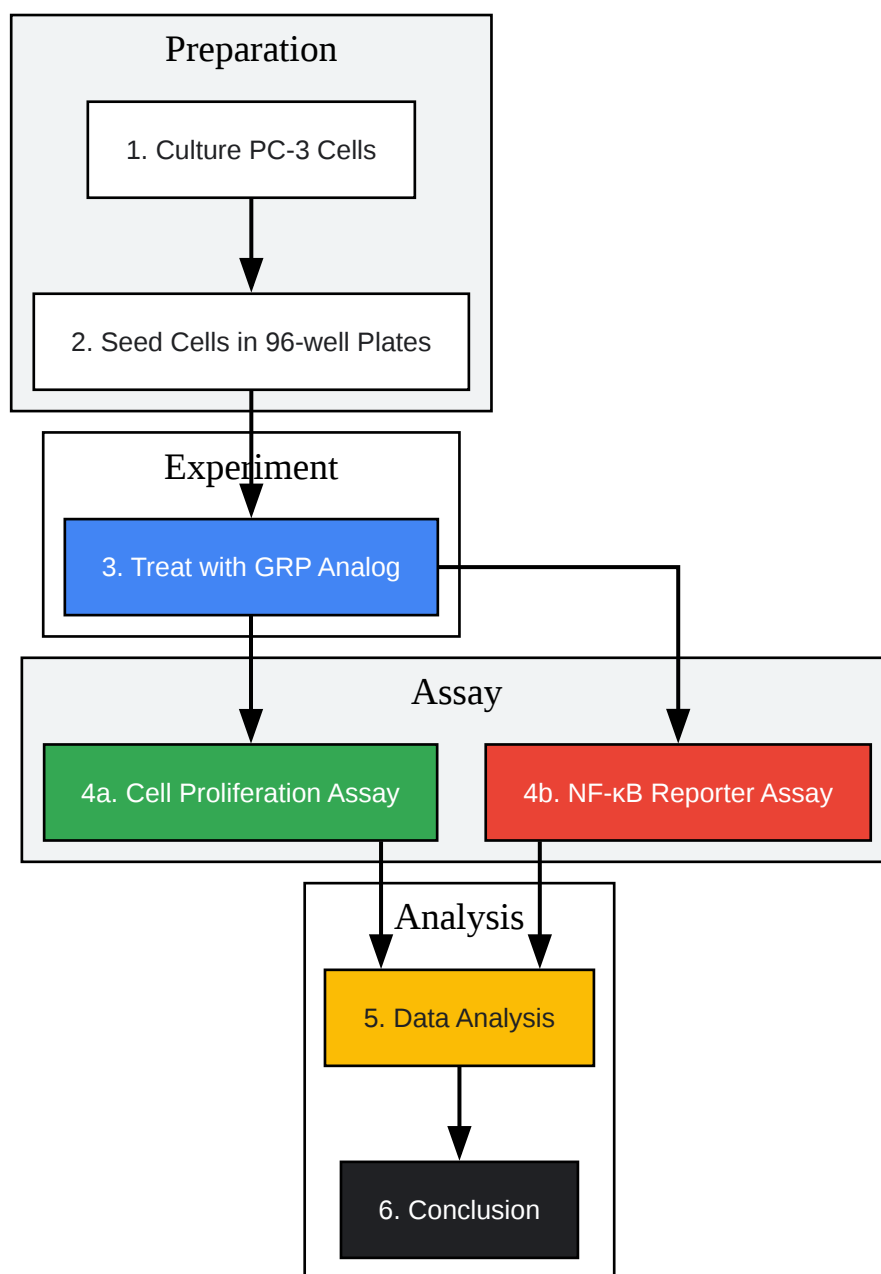 Preparation
1. Culture PC-3 Cells
2. Seed Cells in 96-well Plates
Experiment
3. Treat with GRP Analog
Assay
4a. Cell Proliferation Assay
4b. NF-κB Reporter Assay
Analysis
5. Data Analysis
6. Conclusion